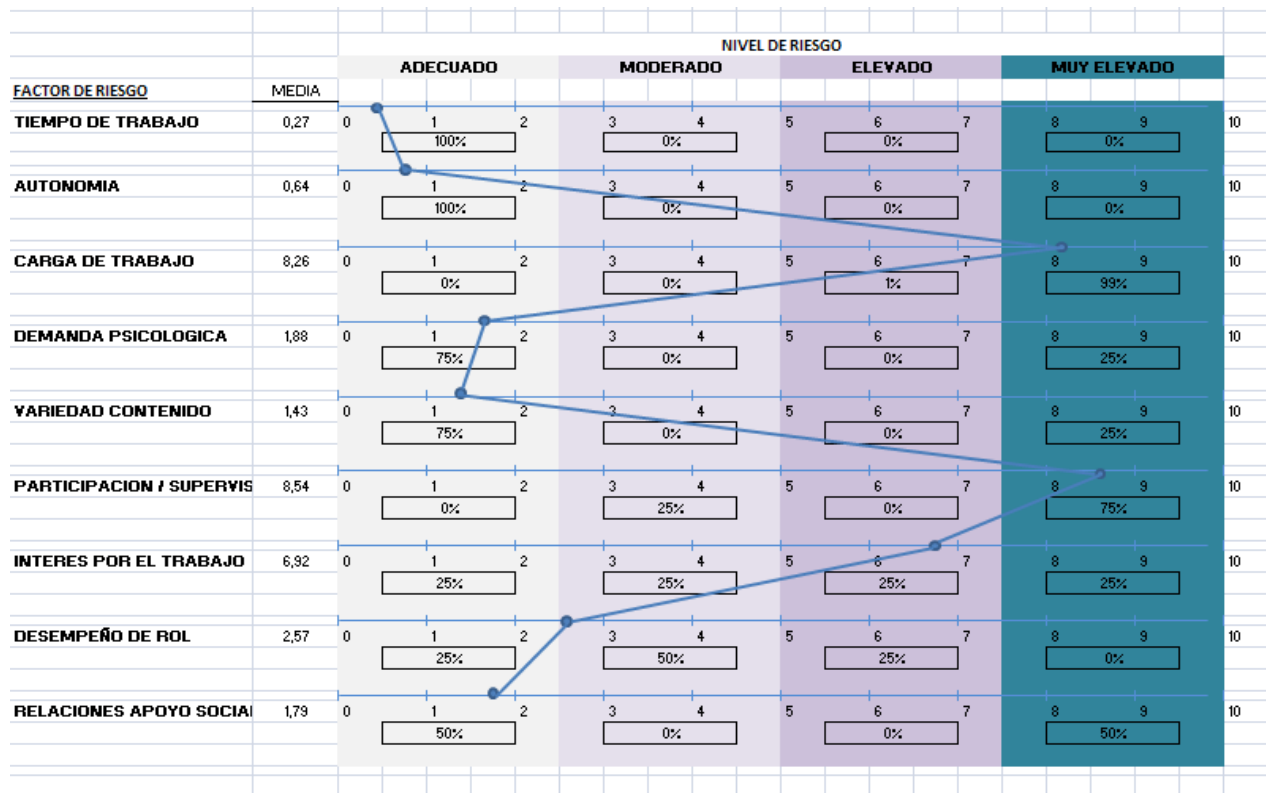 NIVEL DE RIESGO
ADECUADO MODERADO ELEVADO MUY ELEVADO
FACTOR DE RIESGO MEDIA
TIEMPO DE TRABAJO 0,27 0 1 2 3 4 5 6 7 8 9 10
100% 0% 0% 0%
AUTONOMIA 0,64 0 1 2 3 4 5 6 7 8 9 10
100% 0% 0% 0%
CARGA DE TRABAJO 8,26 0 1 2 3 4 5 6 7 8 9 10
0% 0% 1% 99%
DEMANDA PSICOLOGICA 1,88 0 1 2 3 4 5 6 7 8 9 10
75% 0% 0% 25%
VARIEDAD CONTENIDO 1,43 0 1 2 3 4 5 6 7 8 9 10
75% 0% 0% 25%
PARTICIPACION / SUPERVIS 8,54 0 1 2 3 4 5 6 7 8 9 10
0% 25% 0% 75%
INTERES POR EL TRABAJO 6,92 0 1 2 3 4 5 6 7 8 9 10
25% 25% 25% 25%
DESEMPEÑO DE ROL 2,57 0 1 2 3 4 5 6 7 8 9 10
25% 50% 25% 0%
RELACIONES APOYO SOCIA 1,79 0 1 2 3 4 5 6 7 8 9 10
50% 0% 0% 50%